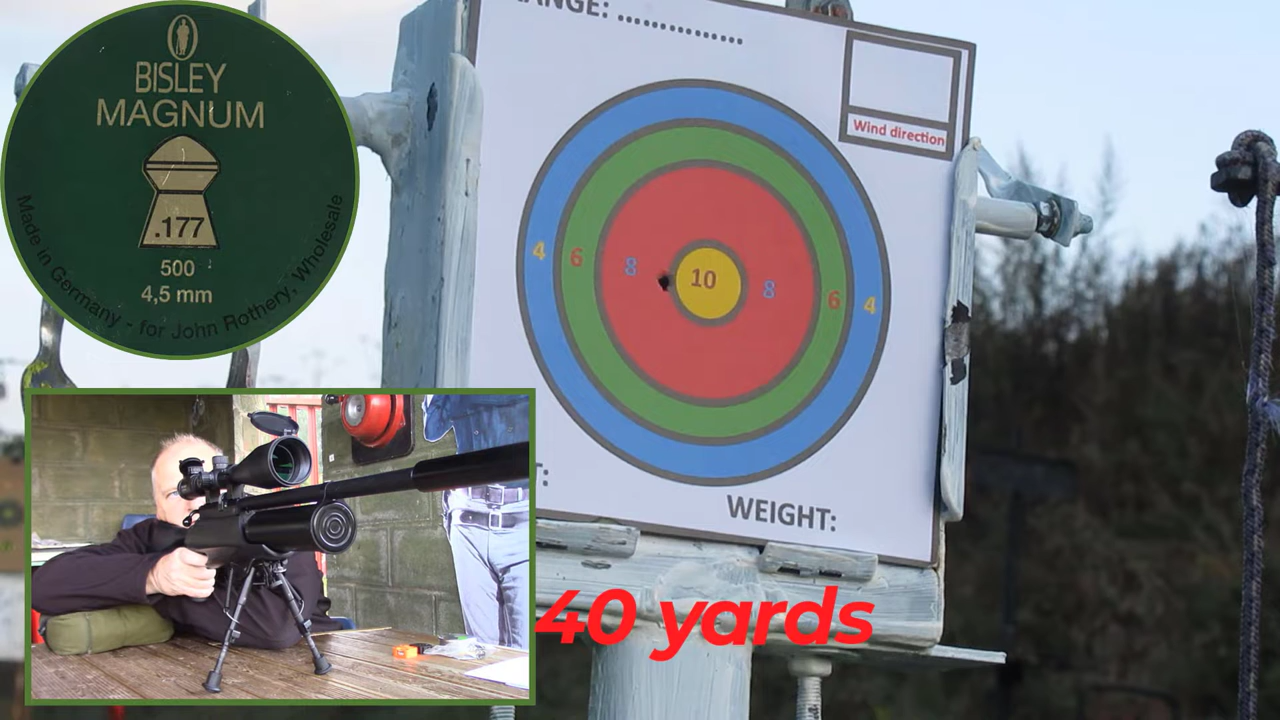 BISLEY
MAGNUM
.177
500
4,5 mm
Made in Germany - for John Rothery, Wholesale
ANGE: ................
Wind direction
4 6 8 10 8 6 4
T:
WEIGHT:
40 yards